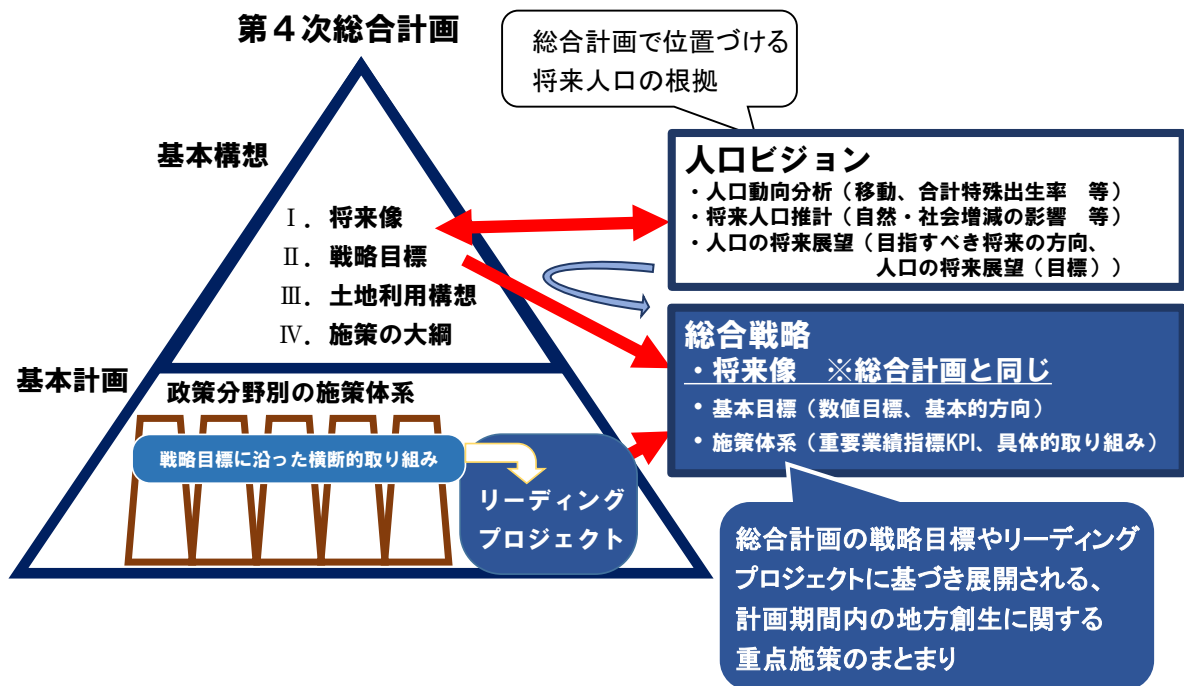 第４次総合計画
総合計画で位置づける
将来人口の根拠
基本構想
Ⅰ．将来像
Ⅱ．戦略目標
Ⅲ．土地利用構想
Ⅳ．施策の大綱
人口ビジョン
・人口動向分析（移動、合計特殊出生率　等）
・将来人口推計（自然・社会増減の影響　等）
・人口の将来展望（目指すべき将来の方向、
人口の将来展望（目標））
総合戦略
・将来像　※総合計画と同じ
• 基本目標（数値目標、基本的方向）
• 施策体系（重要業績指標KPI、具体的取り組み）
基本計画
政策分野別の施策体系
戦略目標に沿った横断的取り組み
リーディング
プロジェクト
総合計画の戦略目標やリーディング
プロジェクトに基づき展開される、
計画期間内の地方創生に関する
重点施策のまとまり